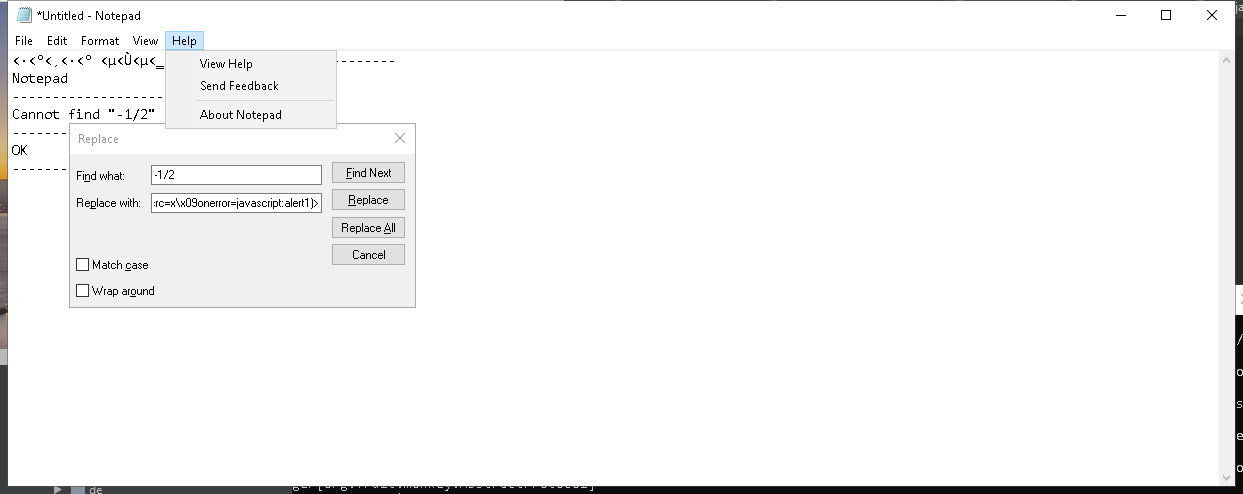 *Untitled - Notepad
File Edit Format View Help
View Help
Send Feedback
About Notepad
Notepad
Cannot find "-1/2"
OK
Replace
Find what: -1/2 Find Next
Replace with: rc=x\x09onerror=javascript:alert1)> Replace
Replace All
Cancel
Match case
Wrap around
de